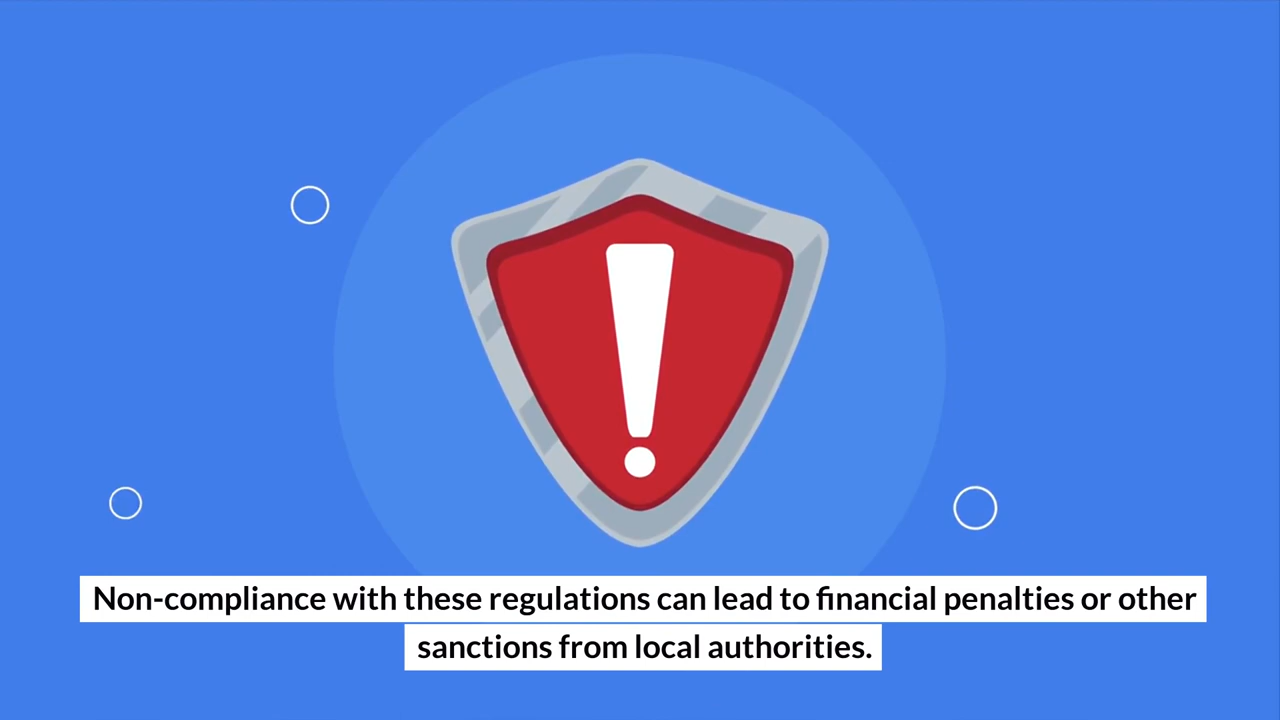 Non-compliance with these regulations can lead to financial penalties or other
sanctions from local authorities.